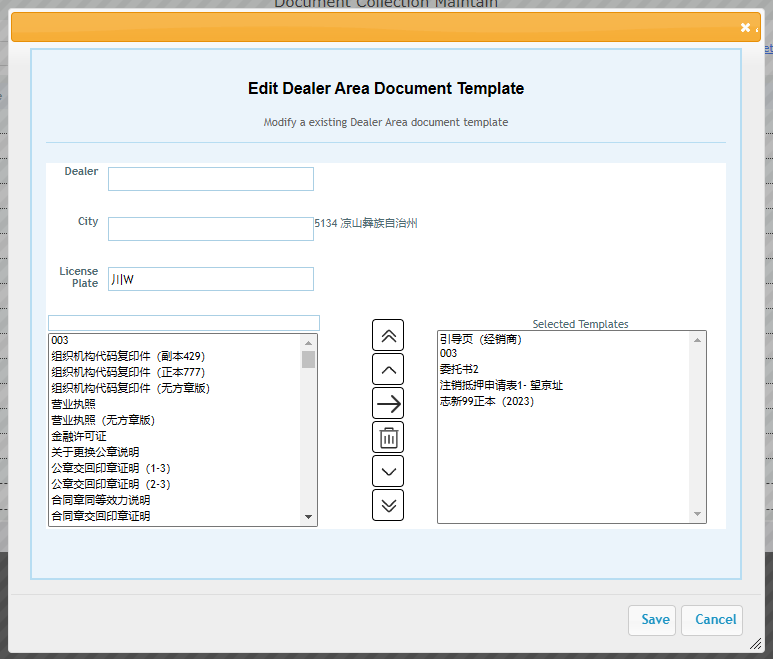 Document Collection Maintain
Edit Dealer Area Document Template
Modify a existing Dealer Area document template
Dealer
City
5134 凉山彝族自治州
License
Plate
川W
003
组织机构代码复印件（副本429）
组织机构代码复印件（正本777）
组织机构代码复印件（无方章版）
营业执照
营业执照（无方章版）
金融许可证
关于更换公章说明
公章交回印章证明（1-3）
公章交回印章证明（2-3）
合同章同等效力说明
合同章交回印章证明
Selected Templates
引导页（经销商）
003
委托书2
注销抵押申请表1- 望京址
志新99正本（2023）
Save
Cancel